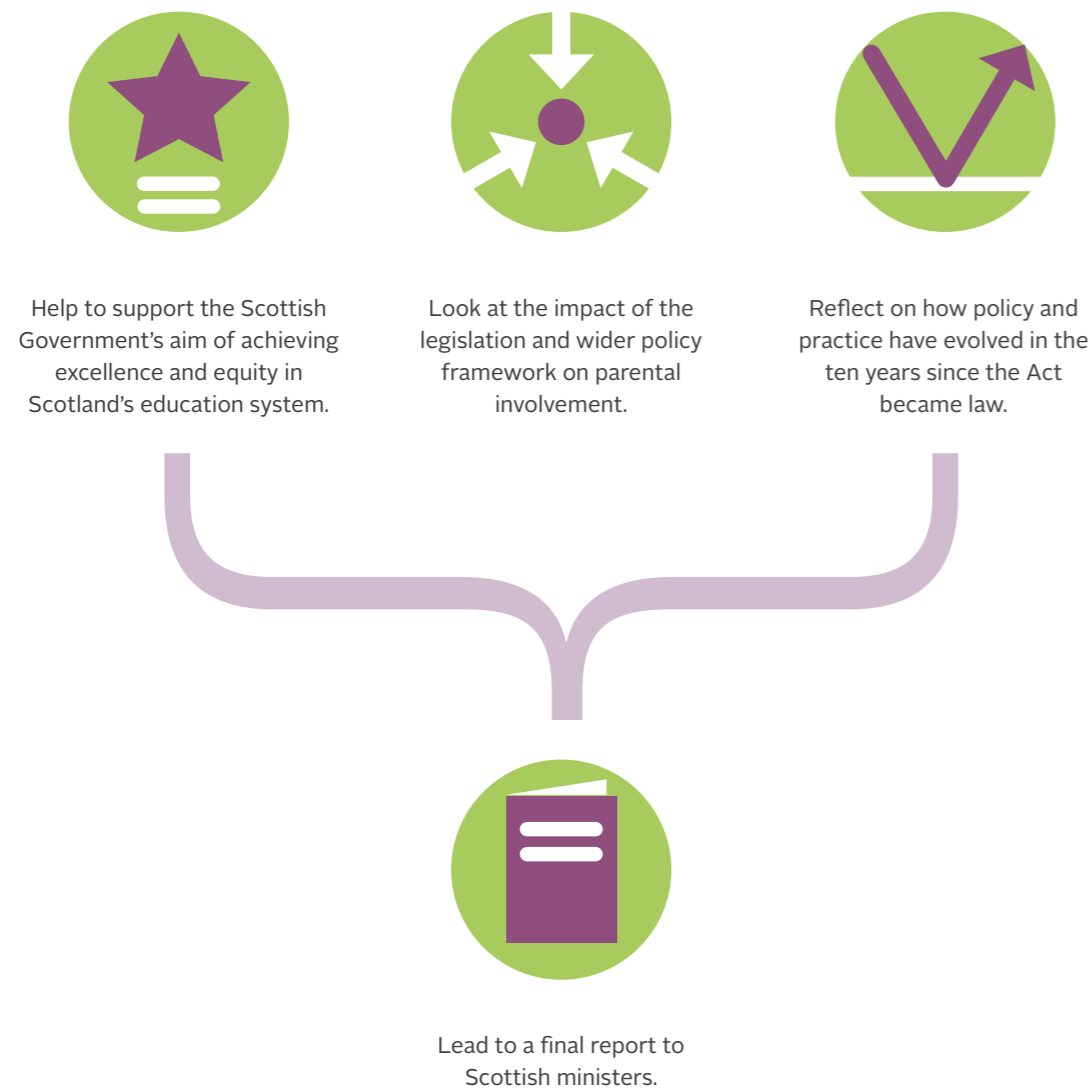 Help to support the Scottish
Government’s aim of achieving
excellence and equity in
Scotland’s education system.
Look at the impact of the
legislation and wider policy
framework on parental
involvement.
Reflect on how policy and
practice have evolved in the
ten years since the Act
became law.
Lead to a final report to
Scottish ministers.